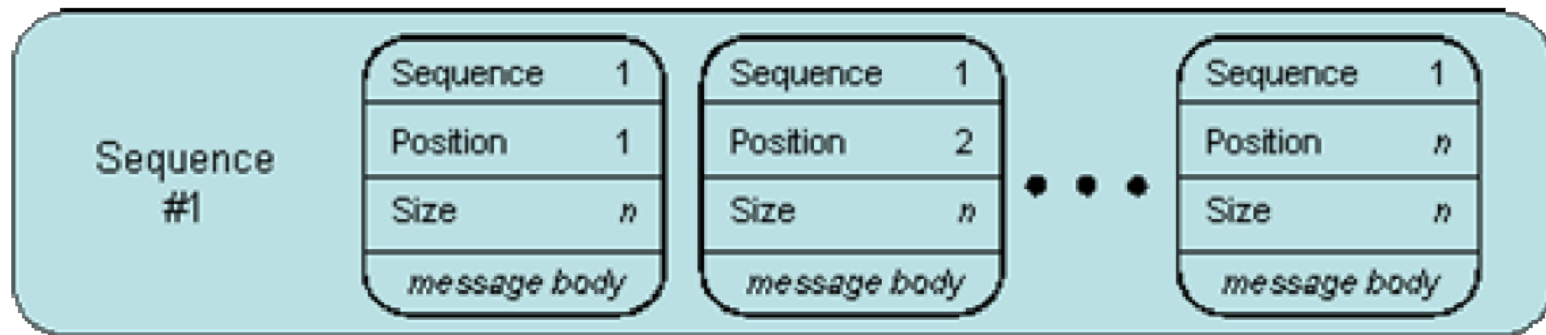 Sequence
#1
Sequence 1
Position 1
Size n
message body
Sequence 1
Position 2
Size n
message body
Sequence 1
Position n
Size n
message body